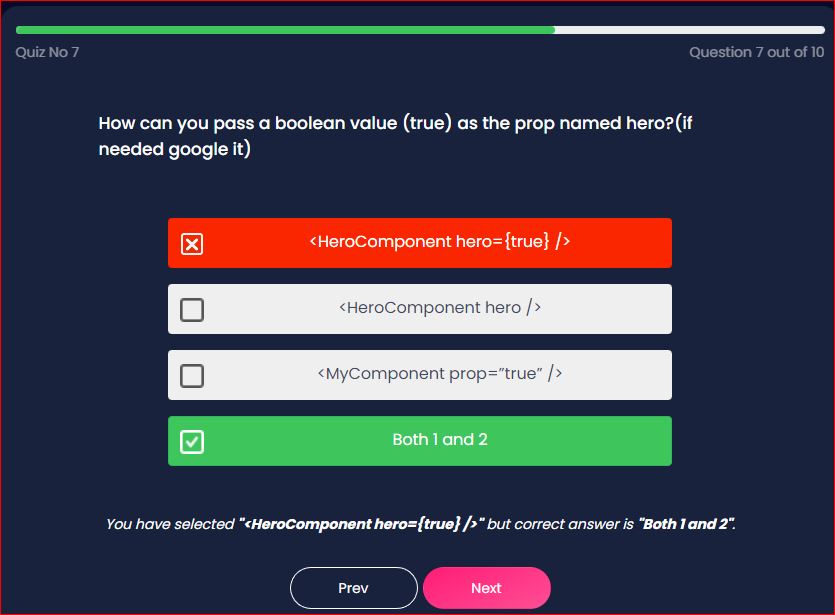 Quiz No 7
Question 7 out of 10
How can you pass a boolean value (true) as the prop named hero?(if
needed google it)
<HeroComponent hero={true} />
<HeroComponent hero />
<MyComponent prop=”true” />
Both 1 and 2
You have selected "<HeroComponent hero={true} />" but correct answer is "Both 1 and 2".
Prev
Next